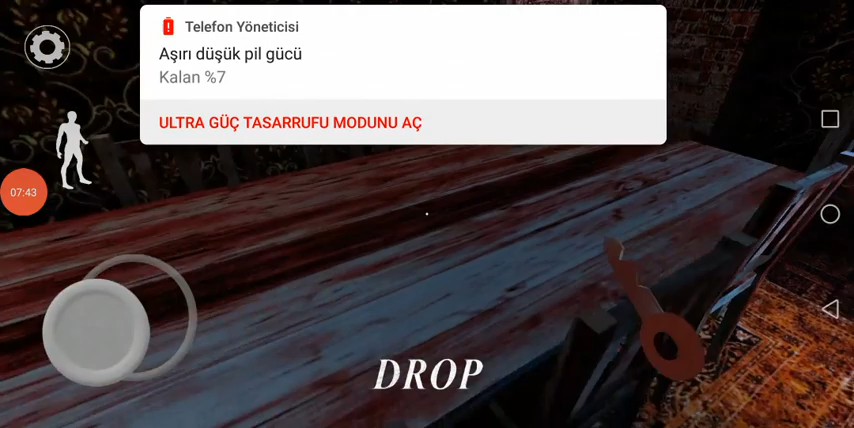 Telefon Yöneticisi
Aşırı düşük pil gücü
Kalan %7
ULTRA GÜÇ TASARRUFU MODUNU AÇ
07:43
DROP